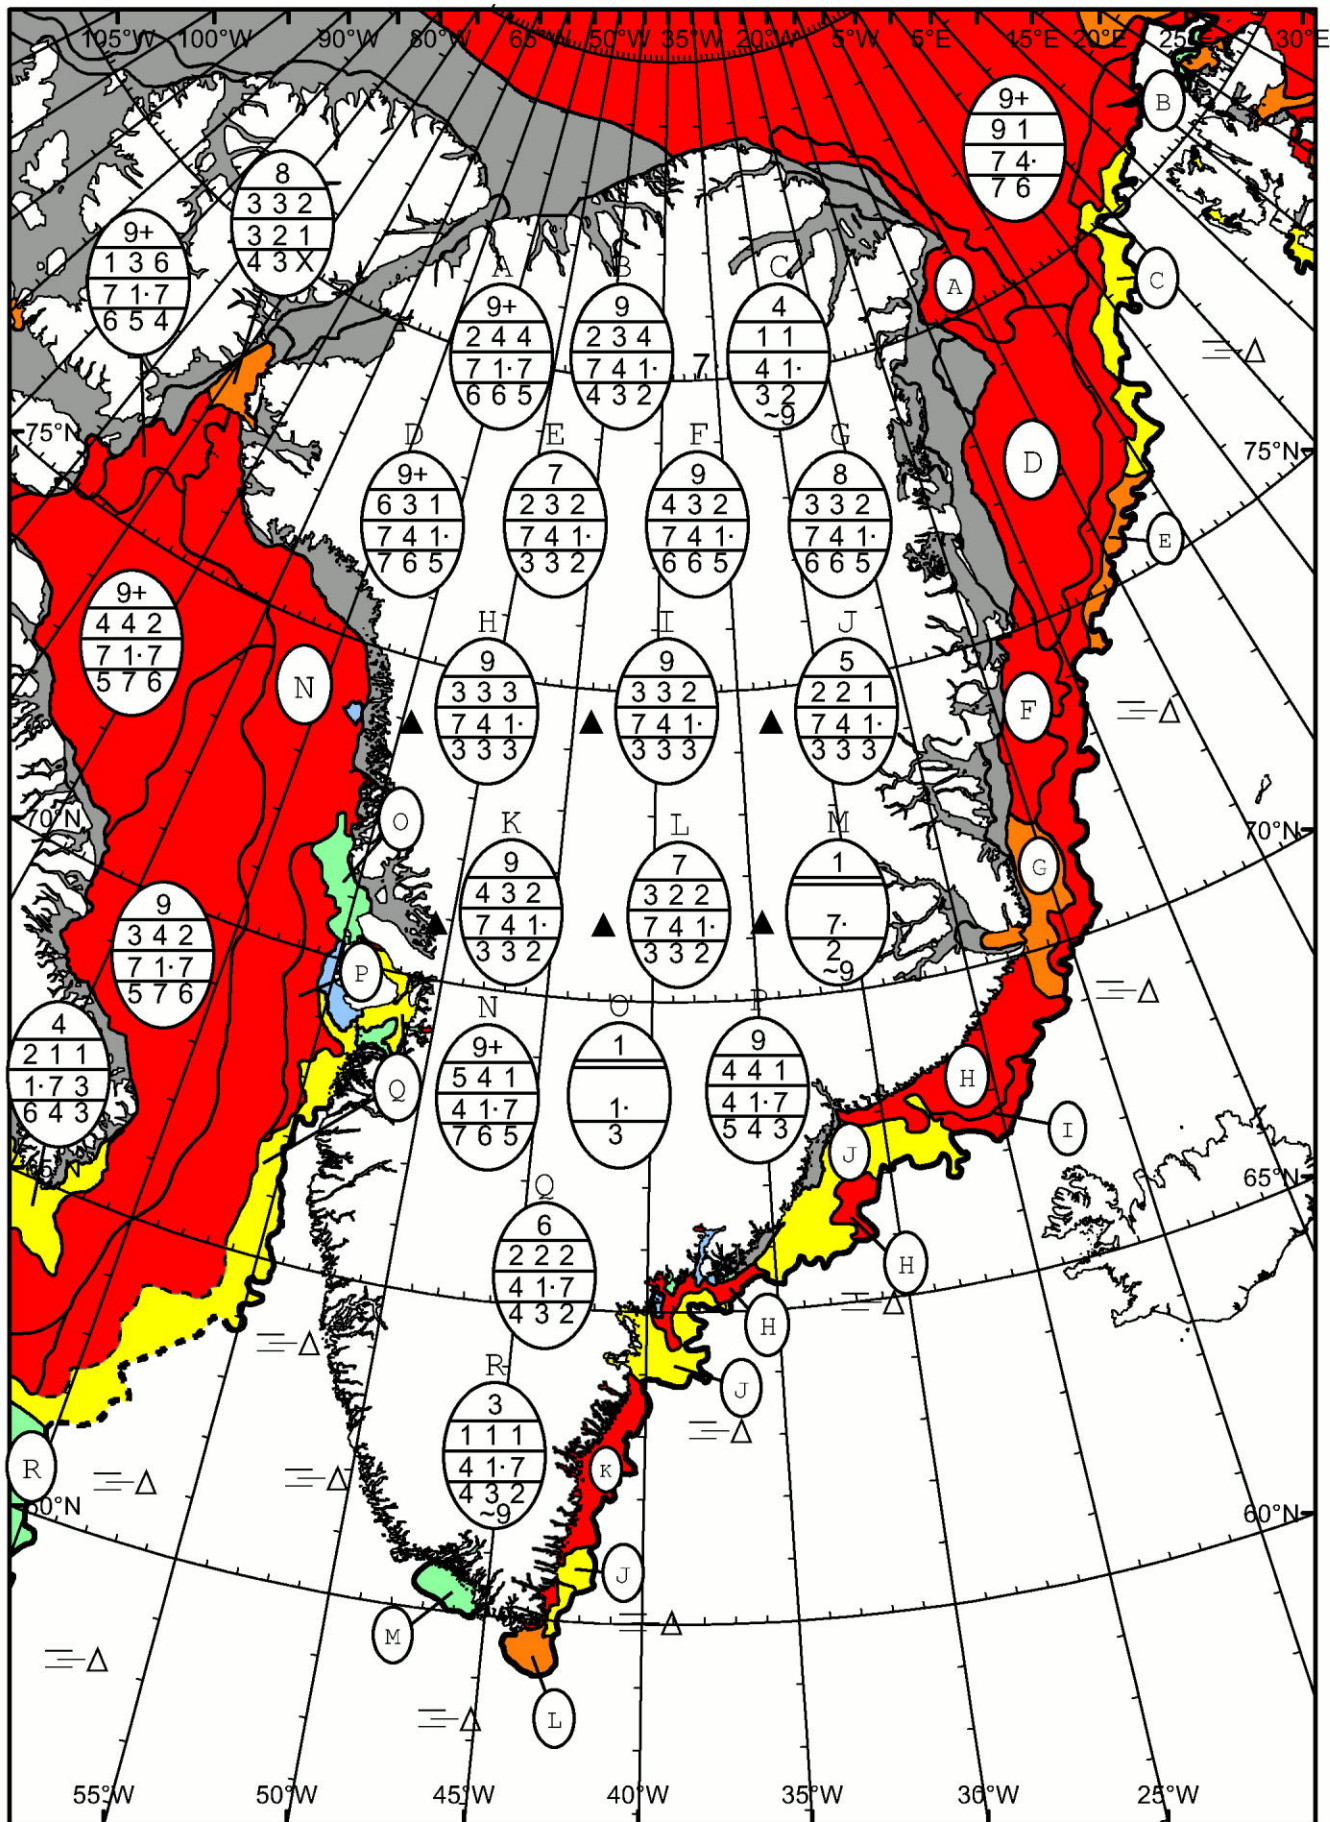 105°W 100°W 90°W 80°W 65°W 50°W 35°W 20°W 5°W 5°E 15°E 20°E 25°E 30°E
9+
9 1
7 4·
7 6
B
8
3 3 2
3 2 1
4 3 X
9+
1 3 6
7 1·7
6 5 4
A
9+
2 4 4
7 1·7
6 6 5
B
9
2 3 4
7 4 1·
4 3 2
7
C
4
1 1
4 1·
3 2
~9
A
C
75°N
75°N
D
9+
6 3 1
7 4 1·
7 6 5
E
7
2 3 2
7 4 1·
3 3 2
F
9
4 3 2
7 4 1·
6 6 5
G
8
3 3 2
7 4 1·
6 6 5
D
E
9+
4 4 2
7 1·7
5 7 6
N
H
9
3 3 3
7 4 1·
3 3 3
I
9
3 3 2
7 4 1·
3 3 3
J
5
2 2 1
7 4 1·
3 3 3
F
70°N
70°N
O
K
9
4 3 2
7 4 1·
3 3 2
L
7
3 2 2
7 4 1·
3 3 2
M
1
7·
2
~9
G
9
3 4 2
7 1·7
5 7 6
P
4
2 1 1
1·7 3
6 4 3
N
9+
5 4 1
4 1·7
7 6 5
O
1
1·
3
P
9
4 4 1
4 1·7
5 4 3
Q
H
I
J
65°N
65°N
Q
6
2 2 2
4 1·7
4 3 2
H
H
J
R
3
1 1 1
4 1·7
4 3 2
~9
K
R
60°N
60°N
J
M
L
55°W 50°W 45°W 40°W 35°W 30°W 25°W